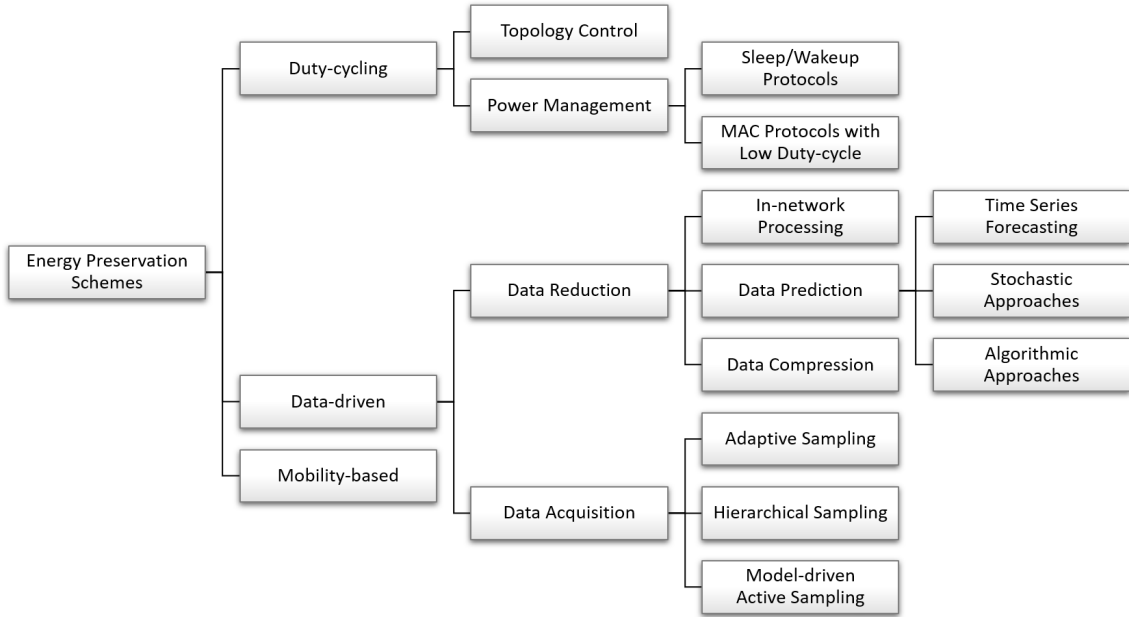 Energy Preservation
Schemes
Duty-cycling
Topology Control
Power Management
Sleep/Wakeup
Protocols
MAC Protocols with
Low Duty-cycle
Data-driven
Data Reduction
In-network
Processing
Data Prediction
Time Series
Forecasting
Stochastic
Approaches
Algorithmic
Approaches
Data Compression
Data Acquisition
Adaptive Sampling
Hierarchical Sampling
Model-driven
Active Sampling
Mobility-based